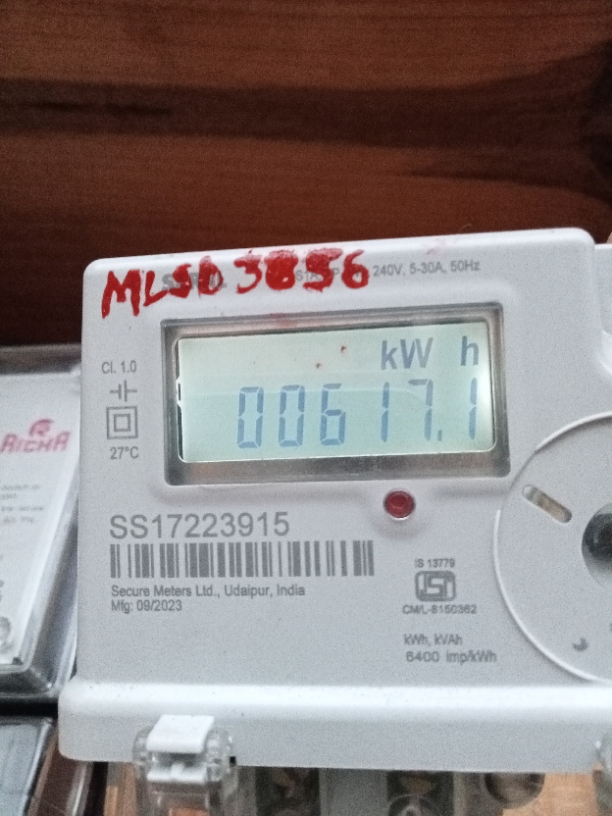 MLSD 3856
240V, 5-30A, 50Hz
Cl. 1.0
kW h
00617.1
27°C
RICHA
SS17223915
Secure Meters Ltd., Udaipur, India
Mfg: 09/2023
IS 13779
CM/L-8150362
kWh, kVAh
6400 imp/kWh